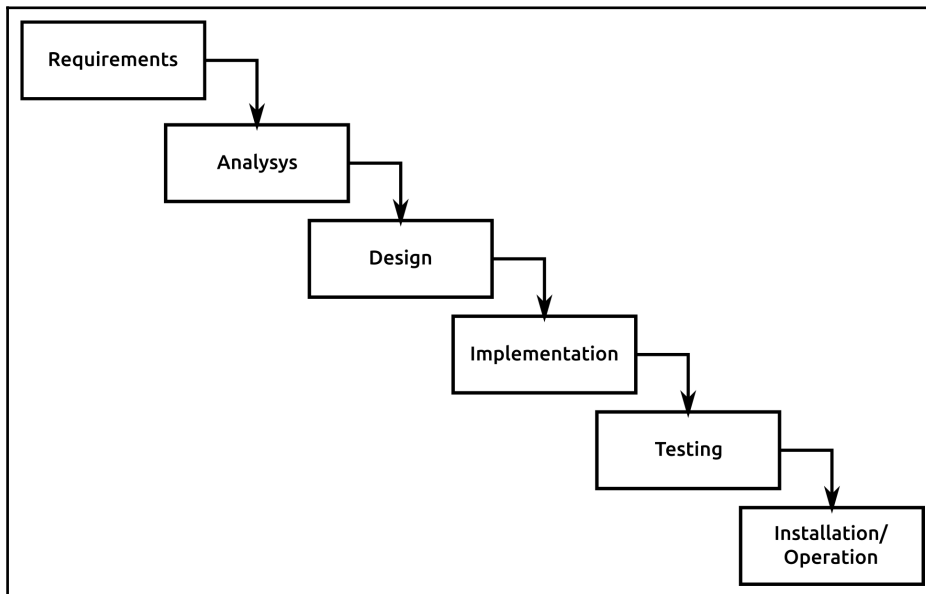 Requirements
Analysys
Design
Implementation
Testing
Installation/
Operation